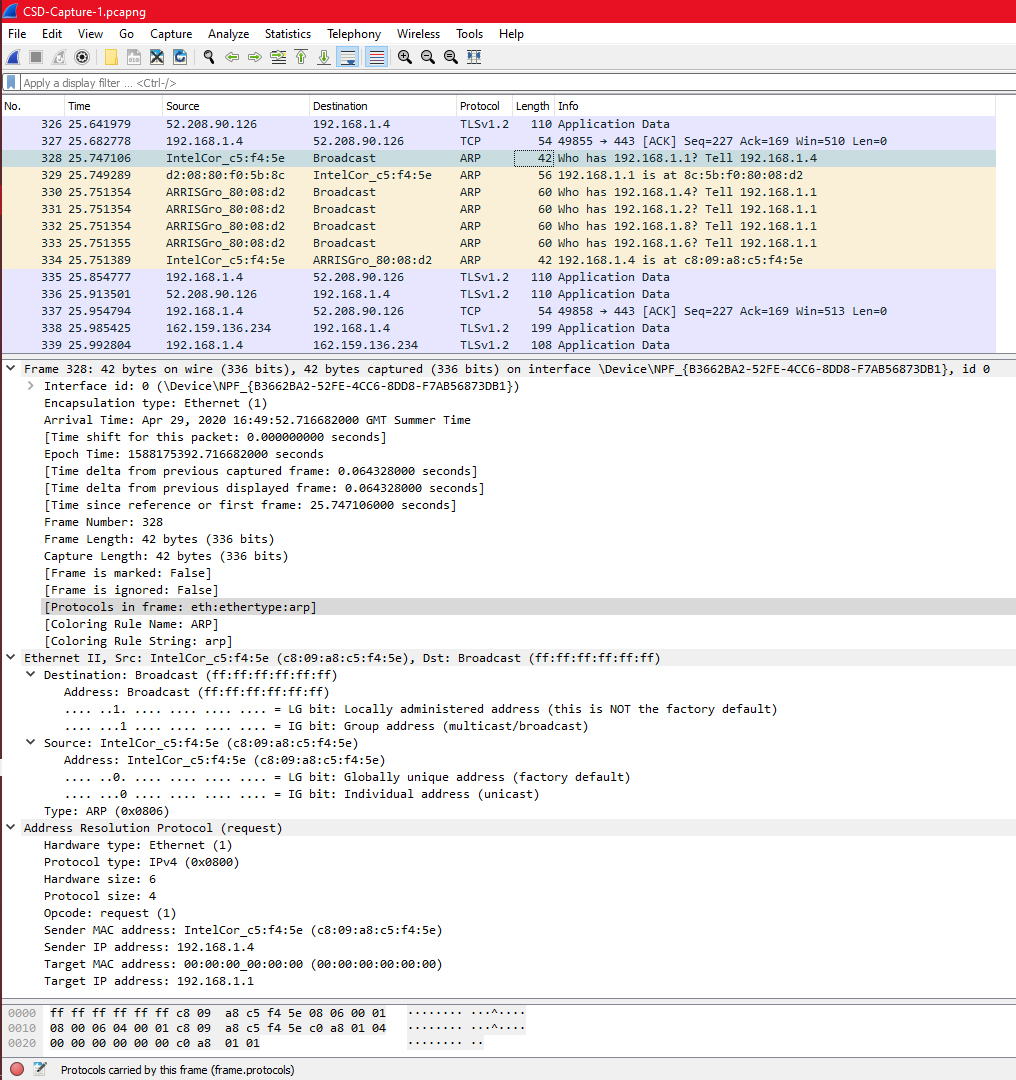 CSD-Capture-1.pcapng
File Edit View Go Capture Analyze Statistics Telephony Wireless Tools Help
Apply a display filter ... <Ctrl-/>
No. Time Source Destination Protocol Length Info
326 25.641979 52.208.90.126 192.168.1.4 TLSv1.2 110 Application Data
327 25.682778 192.168.1.4 52.208.90.126 TCP 54 49855 → 443 [ACK] Seq=227 Ack=169 Win=510 Len=0
328 25.747106 IntelCor_c5:f4:5e Broadcast ARP 42 Who has 192.168.1.1? Tell 192.168.1.4
329 25.749289 d2:08:80:f0:5b:8c IntelCor_c5:f4:5e ARP 56 192.168.1.1 is at 8c:5b:f0:80:08:d2
330 25.751354 ARRISGro_80:08:d2 Broadcast ARP 60 Who has 192.168.1.4? Tell 192.168.1.1
331 25.751354 ARRISGro_80:08:d2 Broadcast ARP 60 Who has 192.168.1.2? Tell 192.168.1.1
332 25.751354 ARRISGro_80:08:d2 Broadcast ARP 60 Who has 192.168.1.8? Tell 192.168.1.1
333 25.751355 ARRISGro_80:08:d2 Broadcast ARP 60 Who has 192.168.1.6? Tell 192.168.1.1
334 25.751389 IntelCor_c5:f4:5e ARRISGro_80:08:d2 ARP 42 192.168.1.4 is at c8:09:a8:c5:f4:5e
335 25.854777 192.168.1.4 52.208.90.126 TLSv1.2 110 Application Data
336 25.913501 52.208.90.126 192.168.1.4 TLSv1.2 110 Application Data
337 25.954794 192.168.1.4 52.208.90.126 TCP 54 49858 → 443 [ACK] Seq=227 Ack=169 Win=513 Len=0
338 25.985425 162.159.136.234 192.168.1.4 TLSv1.2 199 Application Data
339 25.992804 192.168.1.4 162.159.136.234 TLSv1.2 108 Application Data
Frame 328: 42 bytes on wire (336 bits), 42 bytes captured (336 bits) on interface \Device\NPF_{B3662BA2-52FE-4CC6-8DD8-F7AB56873DB1}, id 0
Interface id: 0 (\Device\NPF_{B3662BA2-52FE-4CC6-8DD8-F7AB56873DB1})
Encapsulation type: Ethernet (1)
Arrival Time: Apr 29, 2020 16:49:52.716682000 GMT Summer Time
[Time shift for this packet: 0.000000000 seconds]
Epoch Time: 1588175392.716682000 seconds
[Time delta from previous captured frame: 0.064328000 seconds]
[Time delta from previous displayed frame: 0.064328000 seconds]
[Time since reference or first frame: 25.747106000 seconds]
Frame Number: 328
Frame Length: 42 bytes (336 bits)
Capture Length: 42 bytes (336 bits)
[Frame is marked: False]
[Frame is ignored: False]
[Protocols in frame: eth:ethertype:arp]
[Coloring Rule Name: ARP]
[Coloring Rule String: arp]
Ethernet II, Src: IntelCor_c5:f4:5e (c8:09:a8:c5:f4:5e), Dst: Broadcast (ff:ff:ff:ff:ff:ff)
Destination: Broadcast (ff:ff:ff:ff:ff:ff)
Address: Broadcast (ff:ff:ff:ff:ff:ff)
.... ..1. .... .... .... .... = LG bit: Locally administered address (this is NOT the factory default)
.... ...1 .... .... .... .... = IG bit: Group address (multicast/broadcast)
Source: IntelCor_c5:f4:5e (c8:09:a8:c5:f4:5e)
Address: IntelCor_c5:f4:5e (c8:09:a8:c5:f4:5e)
.... ..0. .... .... .... .... = LG bit: Globally unique address (factory default)
.... ...0 .... .... .... .... = IG bit: Individual address (unicast)
Type: ARP (0x0806)
Address Resolution Protocol (request)
Hardware type: Ethernet (1)
Protocol type: IPv4 (0x0800)
Hardware size: 6
Protocol size: 4
Opcode: request (1)
Sender MAC address: IntelCor_c5:f4:5e (c8:09:a8:c5:f4:5e)
Sender IP address: 192.168.1.4
Target MAC address: 00:00:00_00:00:00 (00:00:00:00:00:00)
Target IP address: 192.168.1.1
0000 ff ff ff ff ff ff c8 09 a8 c5 f4 5e 08 06 00 01 ········ ···^····
0010 08 00 06 04 00 01 c8 09 a8 c5 f4 5e c0 a8 01 04 ········ ···^····
0020 00 00 00 00 00 00 c0 a8 01 01 ········ ··
Protocols carried by this frame (frame.protocols)